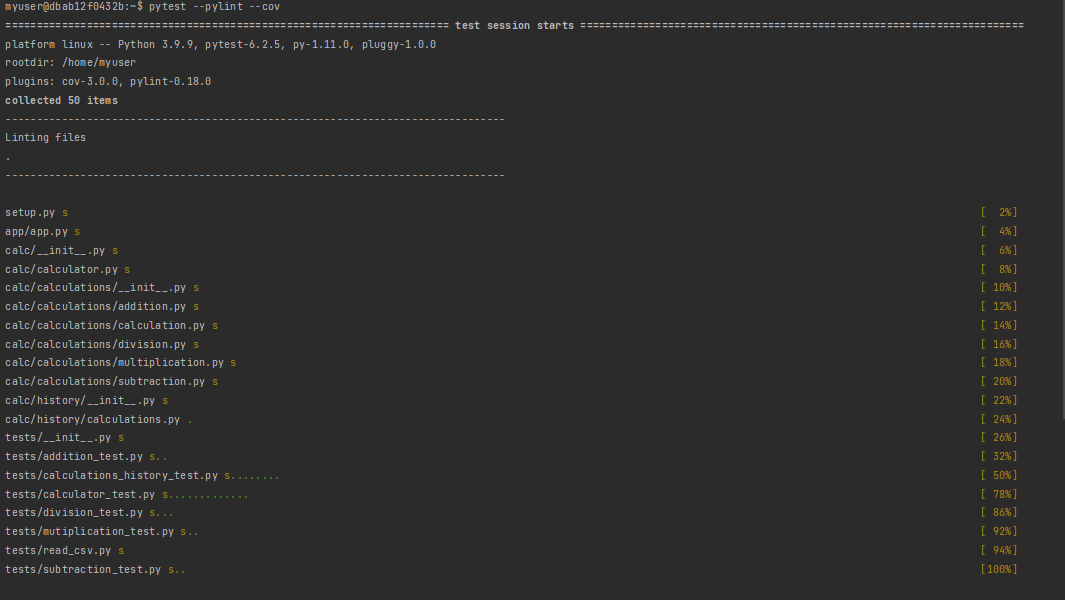 myuser@dbab12f0432b:~$ pytest --pylint --cov
======================================================================= test session starts =======================================================================
platform linux -- Python 3.9.9, pytest-6.2.5, py-1.11.0, pluggy-1.0.0
rootdir: /home/myuser
plugins: cov-3.0.0, pylint-0.18.0
collected 50 items
--------------------------------------------------------------------------------
Linting files
.
--------------------------------------------------------------------------------
setup.py s [  2%]
app/app.py s [  4%]
calc/__init__.py s [  6%]
calc/calculator.py s [  8%]
calc/calculations/__init__.py s [ 10%]
calc/calculations/addition.py s [ 12%]
calc/calculations/calculation.py s [ 14%]
calc/calculations/division.py s [ 16%]
calc/calculations/multiplication.py s [ 18%]
calc/calculations/subtraction.py s [ 20%]
calc/history/__init__.py s [ 22%]
calc/history/calculations.py . [ 24%]
tests/__init__.py s [ 26%]
tests/addition_test.py s.. [ 32%]
tests/calculations_history_test.py s........ [ 50%]
tests/calculator_test.py s............. [ 78%]
tests/division_test.py s... [ 86%]
tests/mutiplication_test.py s.. [ 92%]
tests/read_csv.py s [ 94%]
tests/subtraction_test.py s.. [100%]